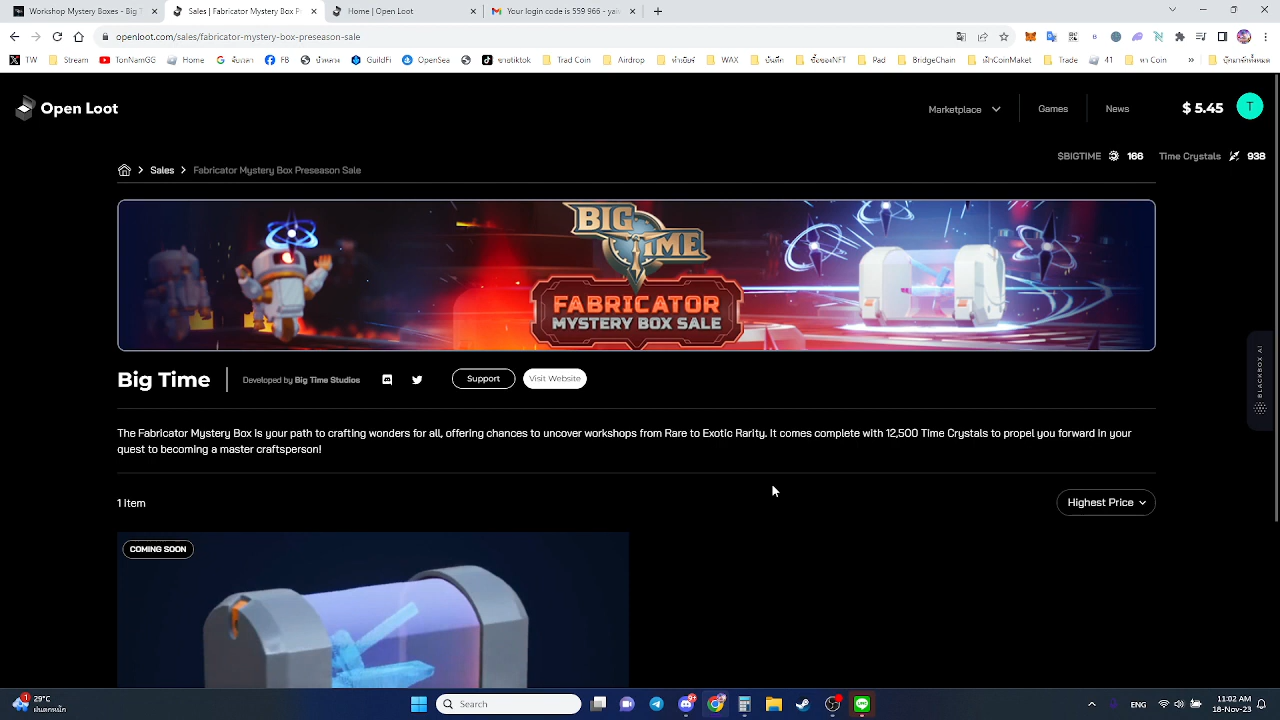 Workshop Mystery Boxes - Big T
Sales | Fabricator Mystery Box Pr
Home | Open Loot
Your login code is 559 966 - yai
openloot.com/sales/fabricator-mystery-box-preseason-sale
TW
Stream
TonNamGG
Home
FB
GuildFi
OpenSea
Trad Coin
Airdrop
WAX
Pad
BridgeChain
Trade
41
Open Loot
Marketplace
Games
News
$ 5.45
T
$BIGTIME 166 Time Crystals 938
Sales
Fabricator Mystery Box Preseason Sale
BIG
TIME
FABRICATOR
MYSTERY BOX SALE
BLACKBOX AI
Big Time
Developed by Big Time Studios
Support
Visit Website
The Fabricator Mystery Box is your path to crafting wonders for all, offering chances to uncover workshops from Rare to Exotic Rarity. It comes complete with 12,500 Time Crystals to propel you forward in your
quest to becoming a master craftsperson!
1 Item
Highest Price
COMING SOON
29°C
Search
ENG
11:02 AM
18-Nov-23